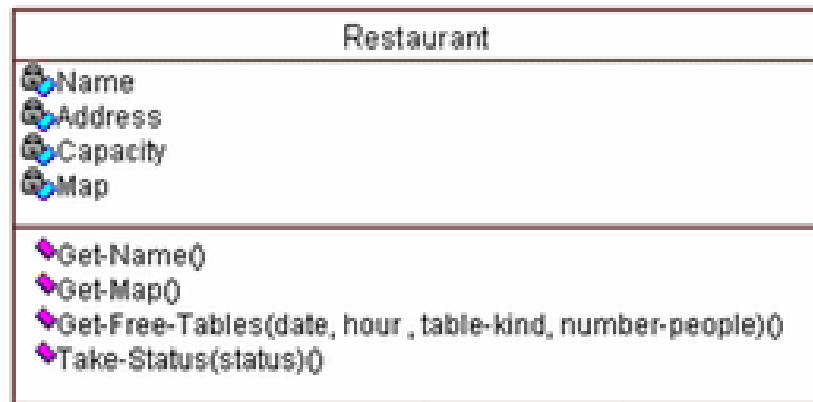 Restaurant
Name
Address
Capacity
Map
Get-Name()
Get-Map()
Get-Free-Tables(date, hour , table-kind, number-people)()
Take-Status(status)()